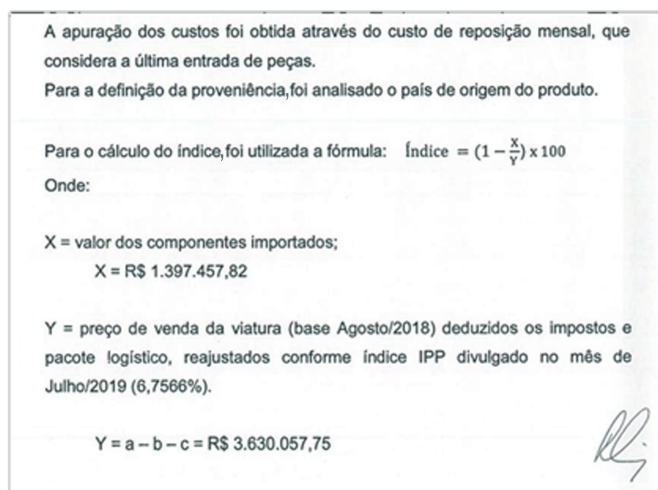 A apuração dos custos foi obtida através do custo de reposição mensal, que
considera a última entrada de peças.
Para a definição da proveniência,foi analisado o país de origem do produto.
Para o cálculo do índice,foi utilizada a fórmula: Índice = (1 − X/Y) x 100
Onde:
X = valor dos componentes importados;
X = R$ 1.397.457,82
Y = preço de venda da viatura (base Agosto/2018) deduzidos os impostos e
pacote logístico, reajustados conforme índice IPP divulgado no mês de
Julho/2019 (6,7566%).
Y = a – b – c = R$ 3.630.057,75